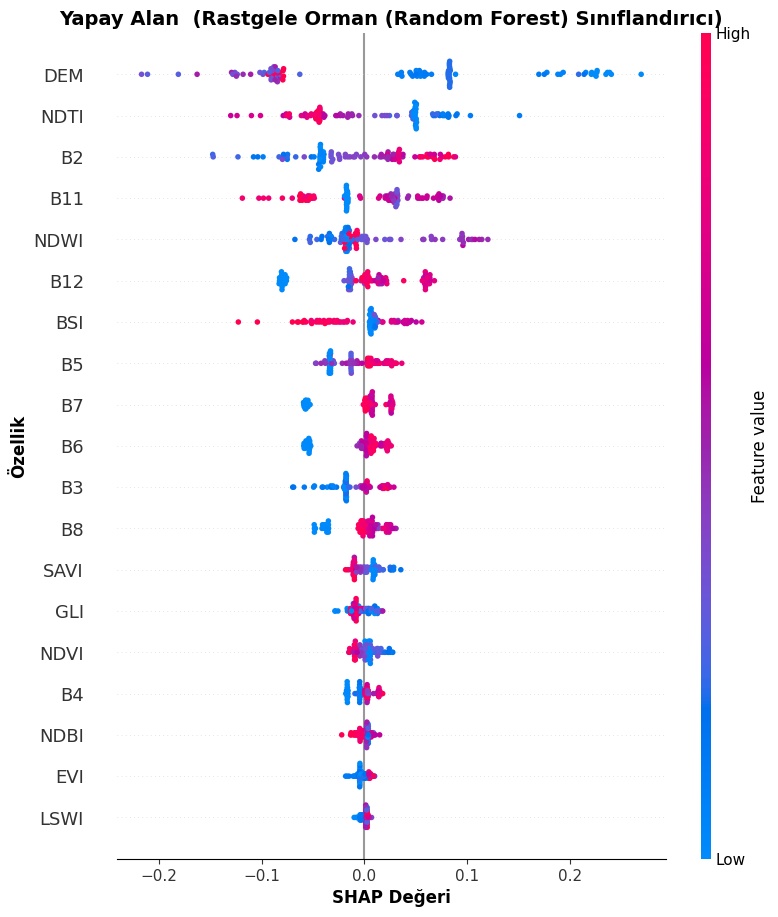 Yapay Alan  (Rastgele Orman (Random Forest) Sınıflandırıcı)
High
DEM
NDTI
B2
B11
NDWI
B12
BSI
B5
B7
B6
B3
B8
SAVI
GLI
NDVI
B4
NDBI
EVI
LSWI
Özellik
Feature value
Low
−0.2
−0.1
0.0
0.1
0.2
SHAP Değeri